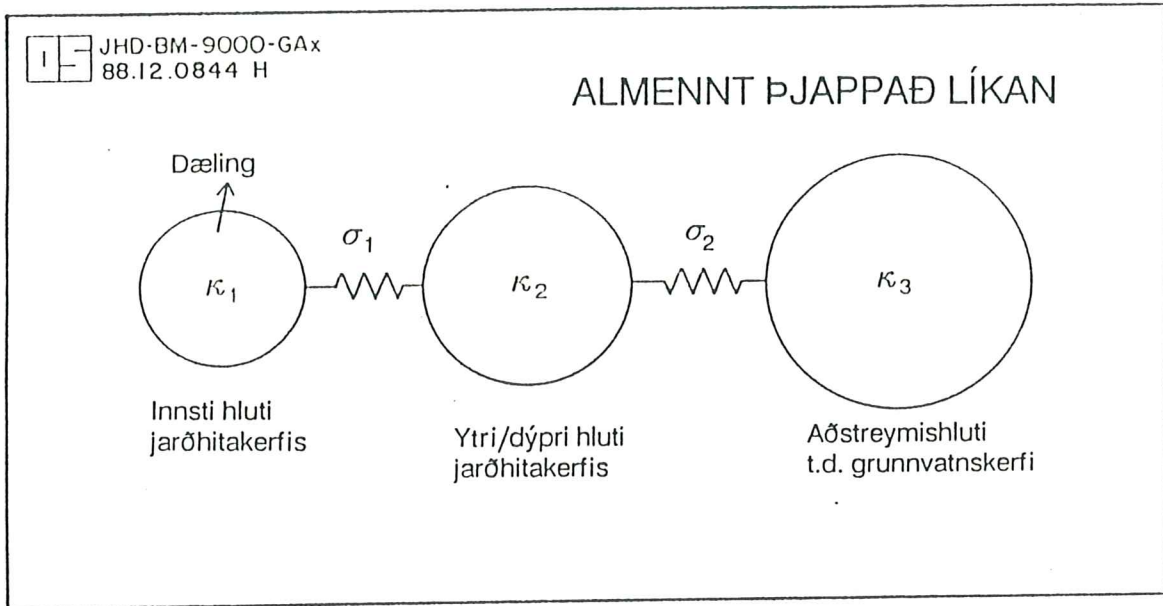 JHD-BM-9000-GAx
88.12.0844 H
ALMENNT ÞJAPPAÐ LÍKAN
Dæling
σ1
σ2
κ1
κ2
κ3
Innsti hluti
jarðhitakerfis
Ytri/dýpri hluti
jarðhitakerfis
Aðstreymishluti
t.d. grunnvatnskerfi